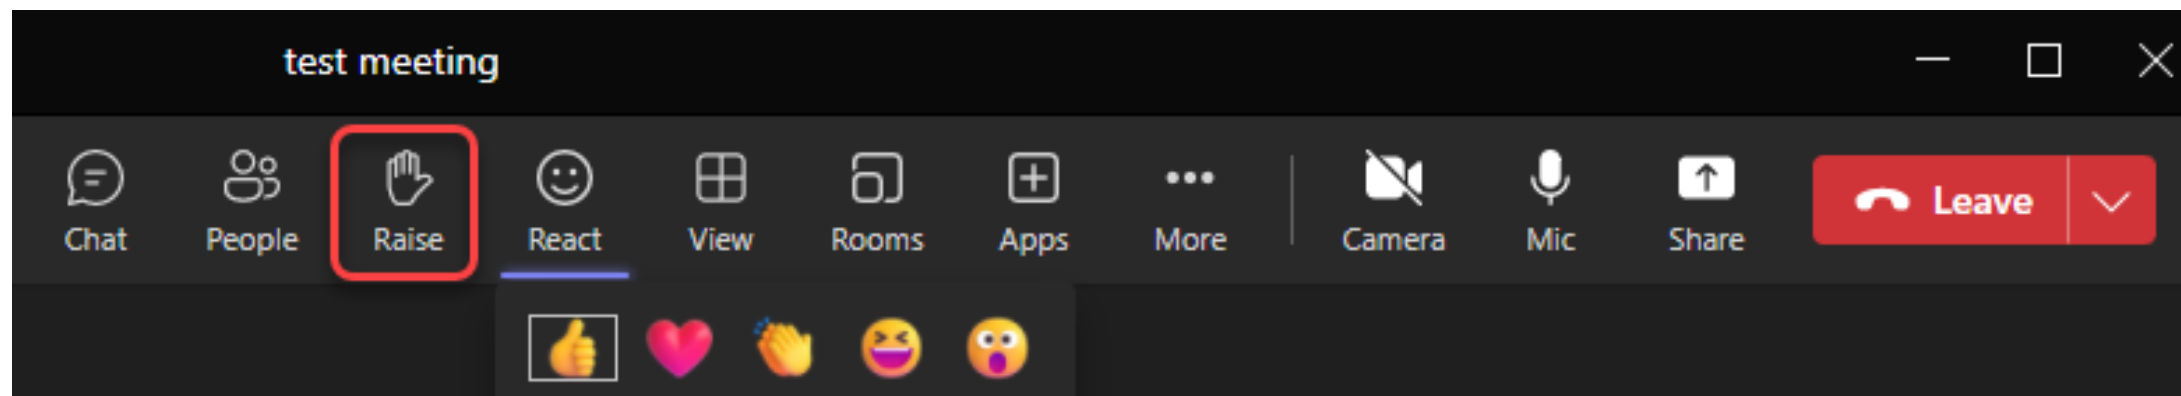 test meeting
Chat People Raise React View Rooms Apps More Camera Mic Share Leave